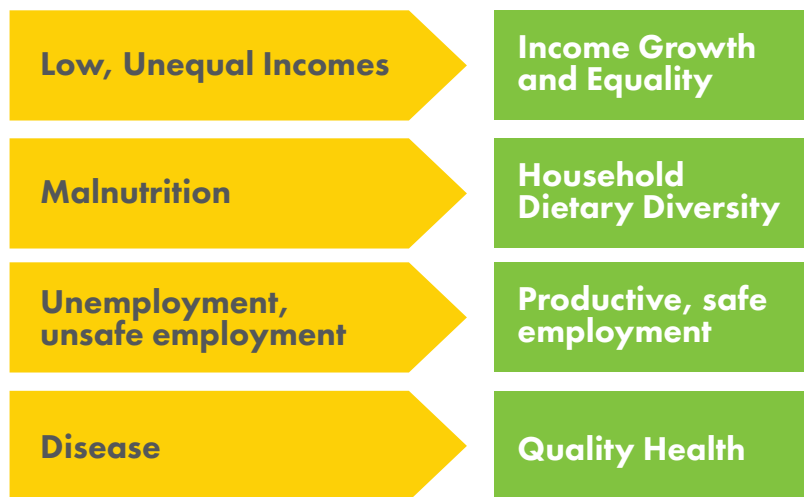 Low, Unequal Incomes
Income Growth
and Equality
Malnutrition
Household
Dietary Diversity
Unemployment,
unsafe employment
Productive, safe
employment
Disease
Quality Health